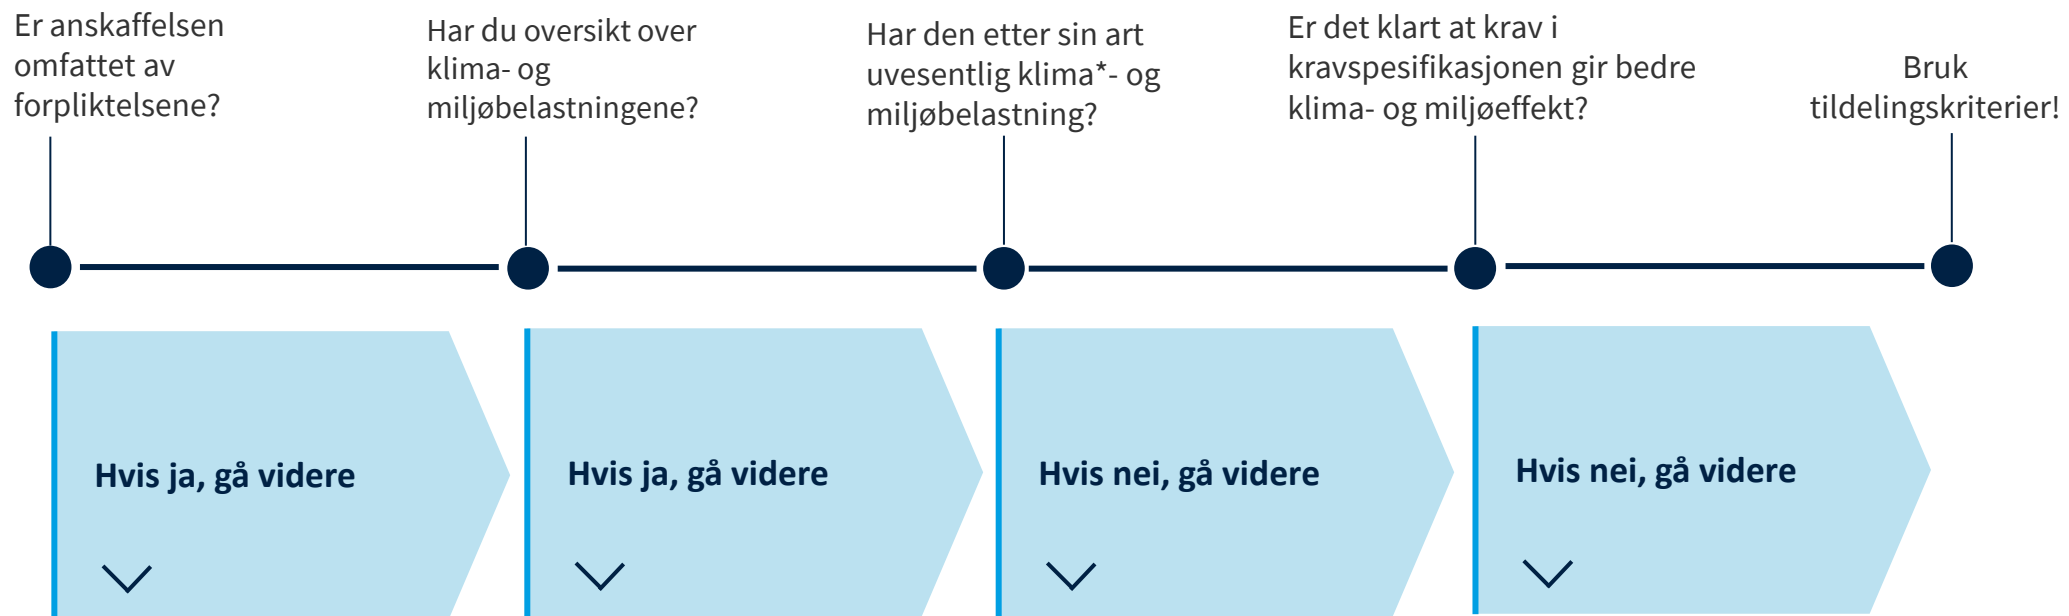 Er anskaffelsen
omfattet av
forpliktelsene?
Har du oversikt over
klima- og
miljøbelastningene?
Har den etter sin art
uvesentlig klima*- og
miljøbelastning?
Er det klart at krav i
kravspesifikasjonen gir bedre
klima- og miljøeffekt?
Bruk
tildelingskriterier!
Hvis ja, gå videre
Hvis ja, gå videre
Hvis nei, gå videre
Hvis nei, gå videre